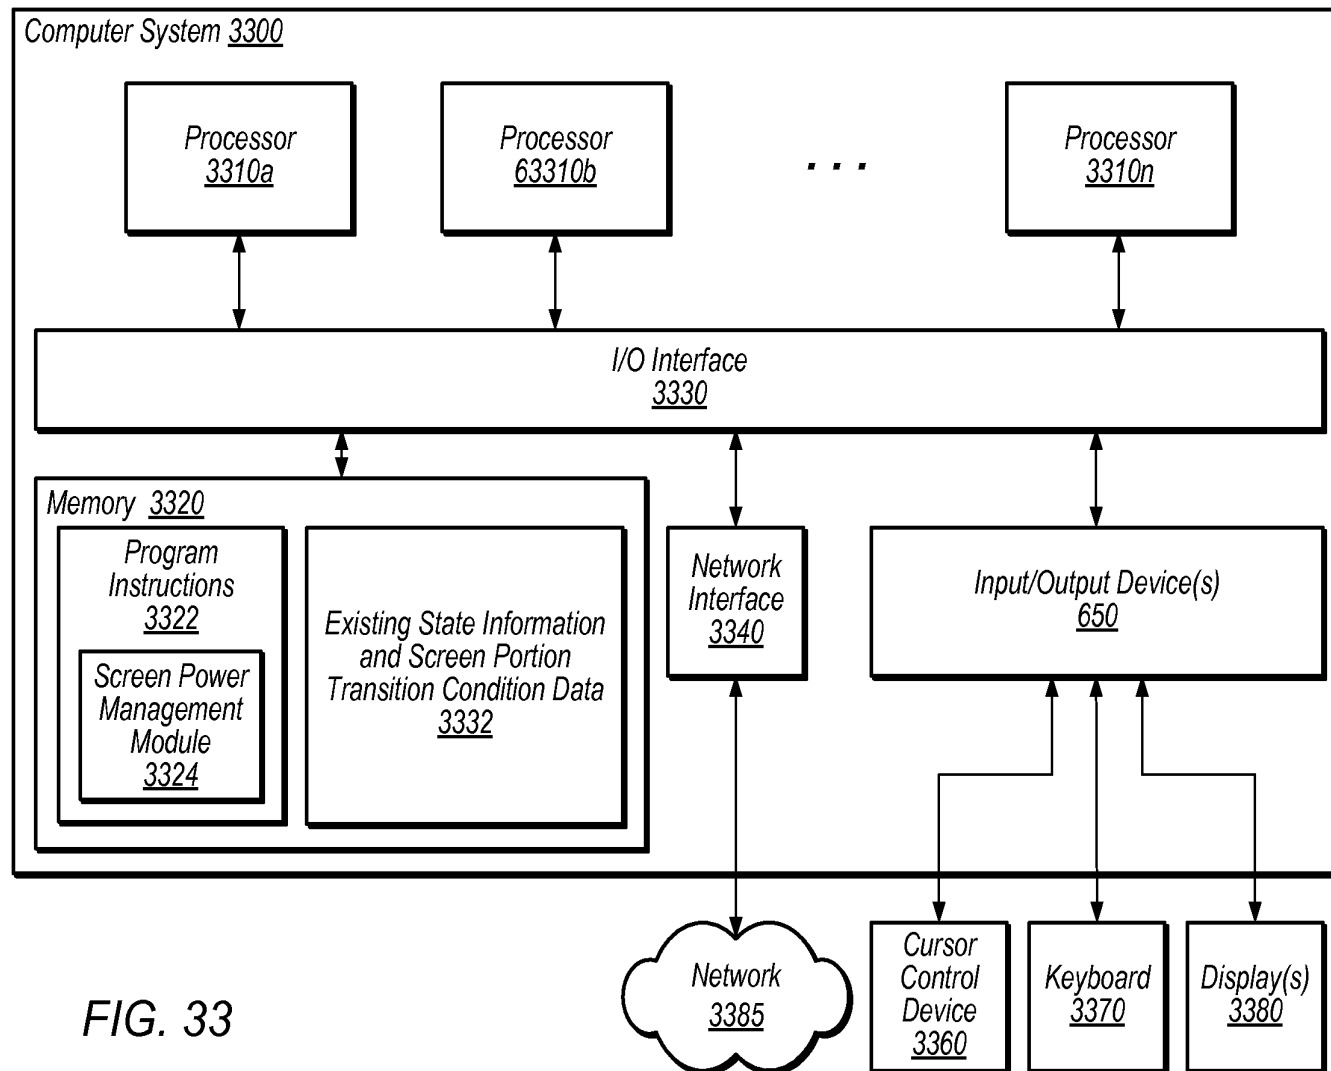 Computer System 3300
Processor
3310a
Processor
63310b
. . .
Processor
3310n
I/O Interface
3330
Memory 3320
Program
Instructions
3322
Screen Power
Management
Module
3324
Existing State Information
and Screen Portion
Transition Condition Data
3332
Network
Interface
3340
Input/Output Device(s)
650
Network
3385
Cursor
Control
Device
3360
Keyboard
3370
Display(s)
3380
FIG. 33